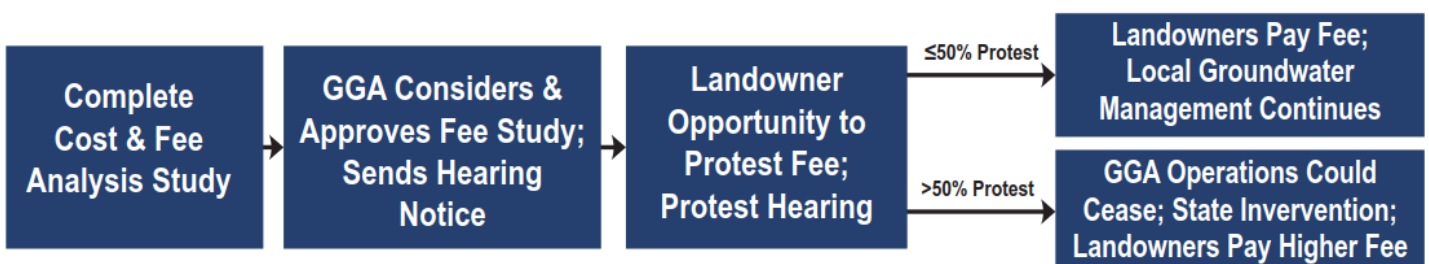 Complete
Cost & Fee
Analysis Study
GGA Considers &
Approves Fee Study;
Sends Hearing
Notice
Landowner
Opportunity to
Protest Fee;
Protest Hearing
≤50% Protest
Landowners Pay Fee;
Local Groundwater
Management Continues
>50% Protest
GGA Operations Could
Cease; State Invervention;
Landowners Pay Higher Fee